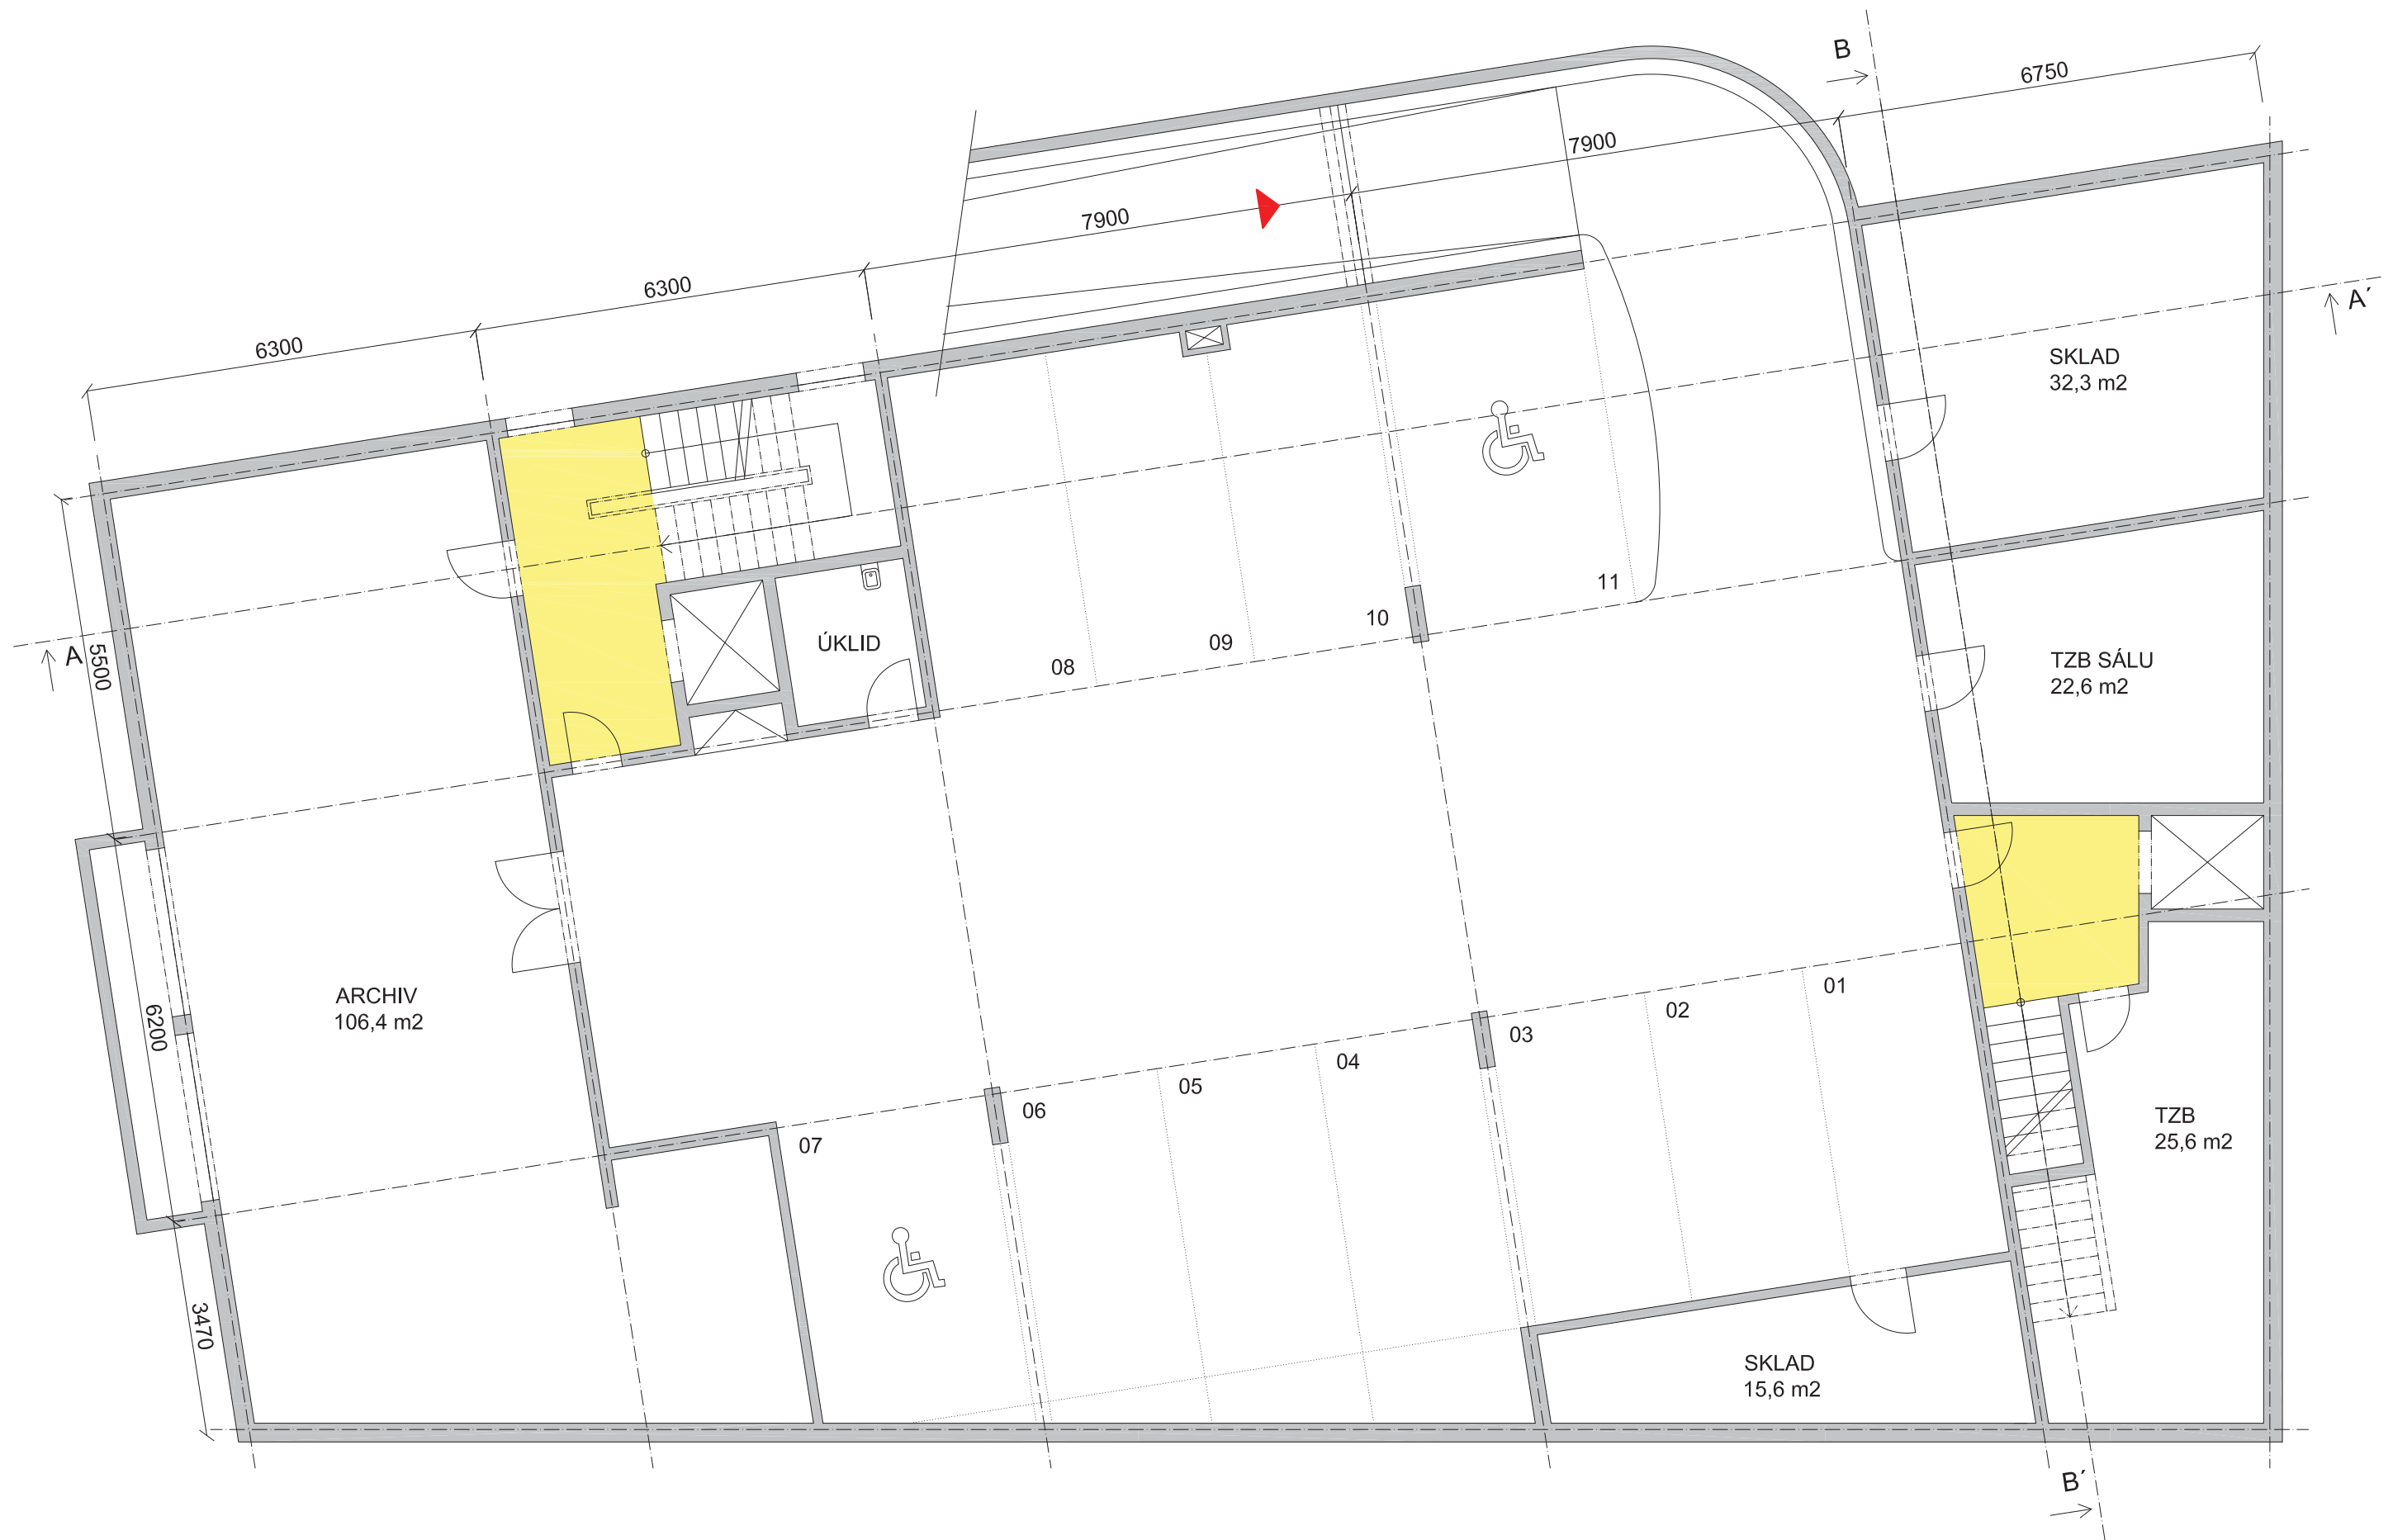 B
6750
7900
7900
6300
6300
A´
SKLAD
32,3 m2
A
5500
ÚKLID
11
10
09
08
TZB SÁLU
22,6 m2
ARCHIV
106,4 m2
6200
01
02
03
04
05
06
07
TZB
25,6 m2
3470
SKLAD
15,6 m2
B´